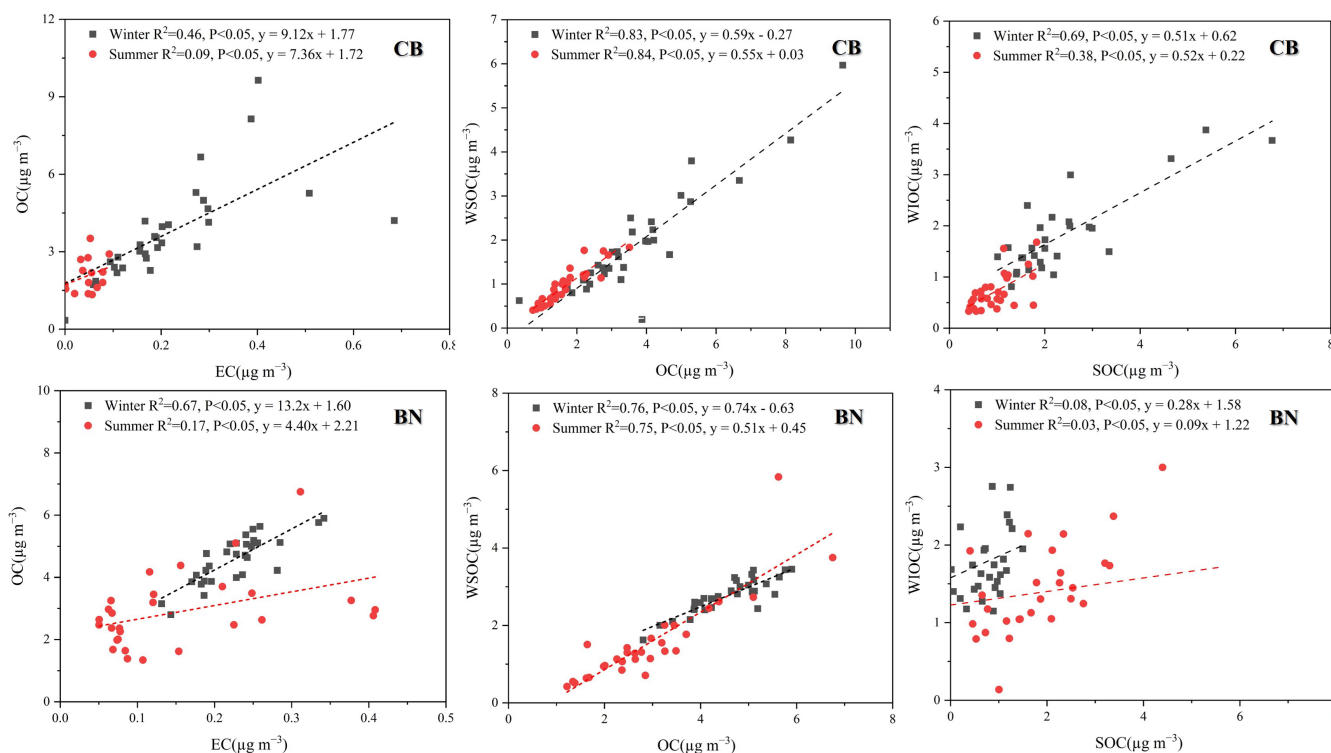 Winter R²=0.46, P<0.05, y = 9.12x + 1.77
Summer R²=0.09, P<0.05, y = 7.36x + 1.72
CB
12
9
6
3
0
OC(µg m⁻³)
0.0 0.2 0.4 0.6 0.8
EC(µg m⁻³)
Winter R²=0.83, P<0.05, y = 0.59x - 0.27
Summer R²=0.84, P<0.05, y = 0.55x + 0.03
CB
7
6
5
4
3
2
1
0
WSOC(µg m⁻³)
0 2 4 6 8 10
OC(µg m⁻³)
Winter R²=0.69, P<0.05, y = 0.51x + 0.62
Summer R²=0.38, P<0.05, y = 0.52x + 0.22
CB
6
5
4
3
2
1
0
WIOC(µg m⁻³)
0 2 4 6 8
SOC(µg m⁻³)
Winter R²=0.67, P<0.05, y = 13.2x + 1.60
Summer R²=0.17, P<0.05, y = 4.40x + 2.21
BN
10
8
6
4
2
0
OC(µg m⁻³)
0.0 0.1 0.2 0.3 0.4 0.5
EC(µg m⁻³)
Winter R²=0.76, P<0.05, y = 0.74x - 0.63
Summer R²=0.75, P<0.05, y = 0.51x + 0.45
BN
8
6
4
2
0
WSOC(µg m⁻³)
0 2 4 6 8
OC(µg m⁻³)
Winter R²=0.08, P<0.05, y = 0.28x + 1.58
Summer R²=0.03, P<0.05, y = 0.09x + 1.22
BN
4
3
2
1
0
WIOC(µg m⁻³)
0 2 4 6
SOC(µg m⁻³)